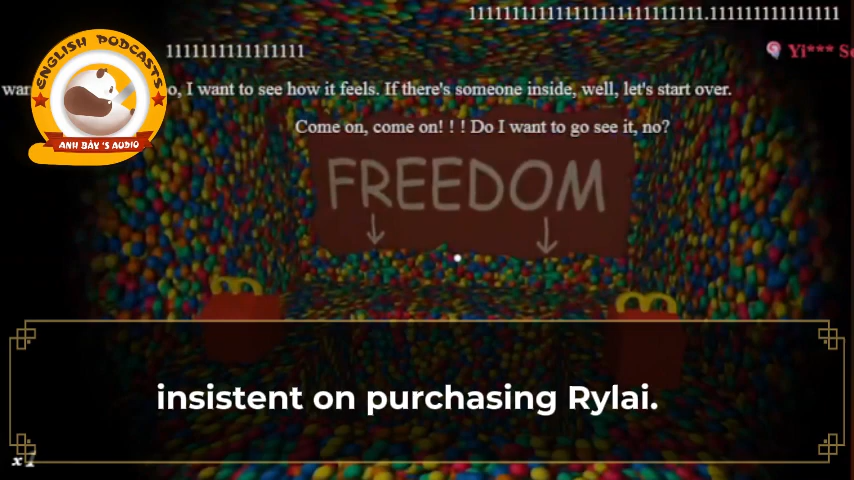 11111111111111111111111111.111111111111111
ENGLISH PODCASTS
1111111111111111
Yi*** S
o, I want to see how it feels. If there's someone inside, well, let's start over.
Come on, come on! ! ! Do I want to go see it, no?
ANH BẢY 'S AUDIO
FREEDOM
insistent on purchasing Rylai.